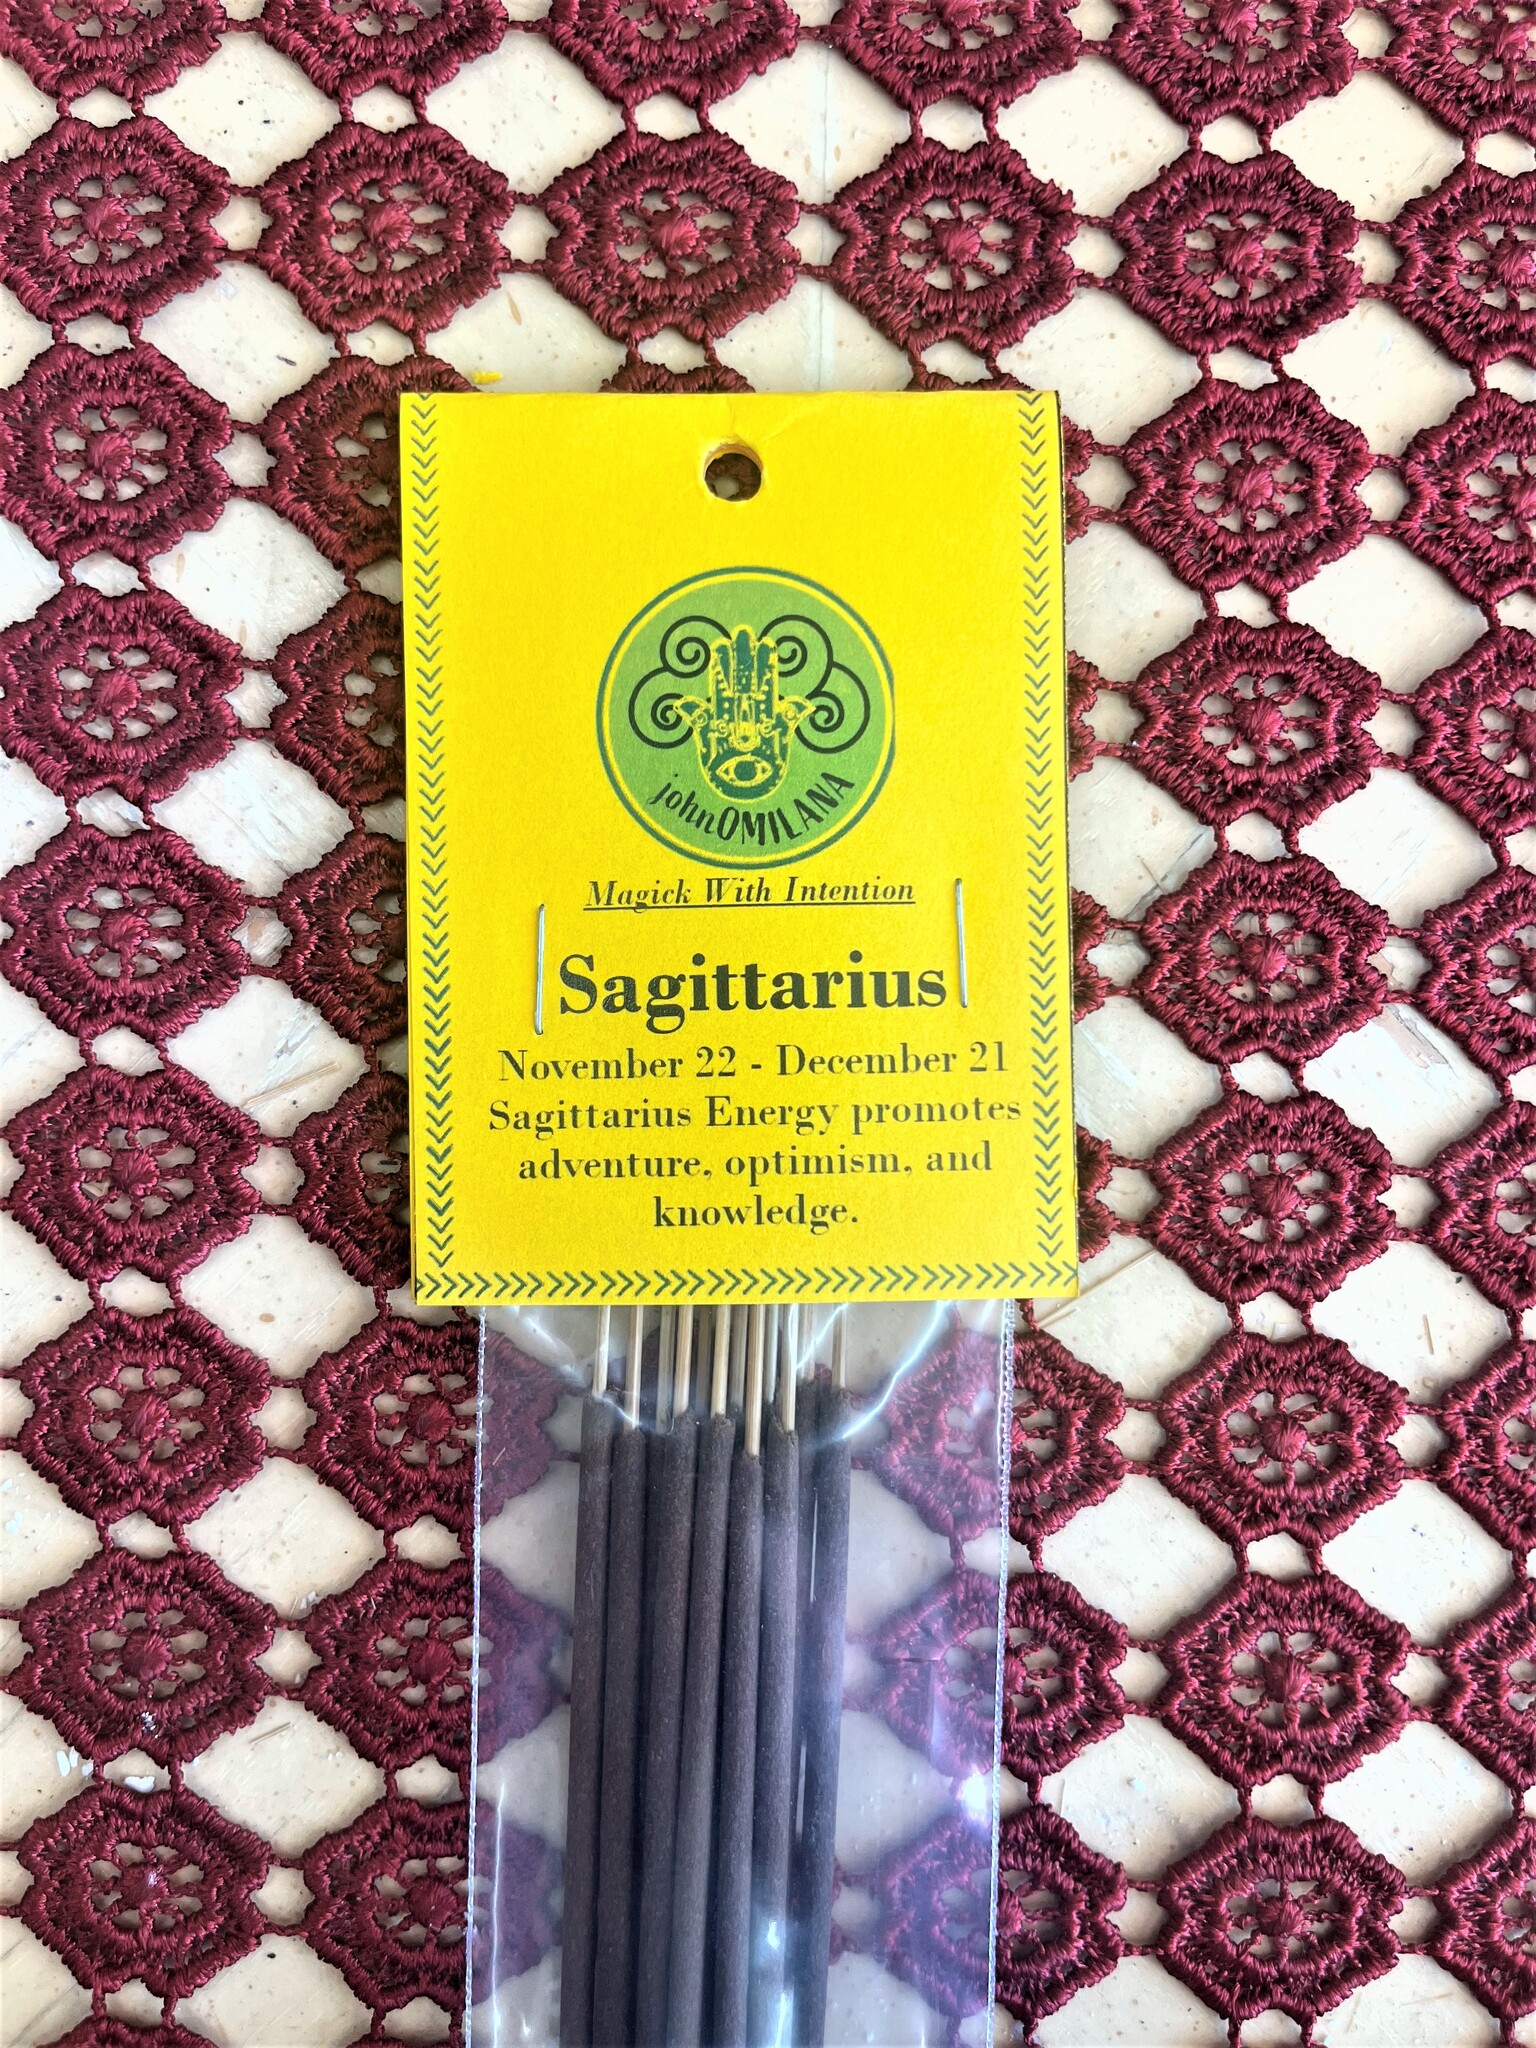 johnOMILANA
Magick With Intention
Sagittarius
November 22 - December 21
Sagittarius Energy promotes
adventure, optimism, and
knowledge.